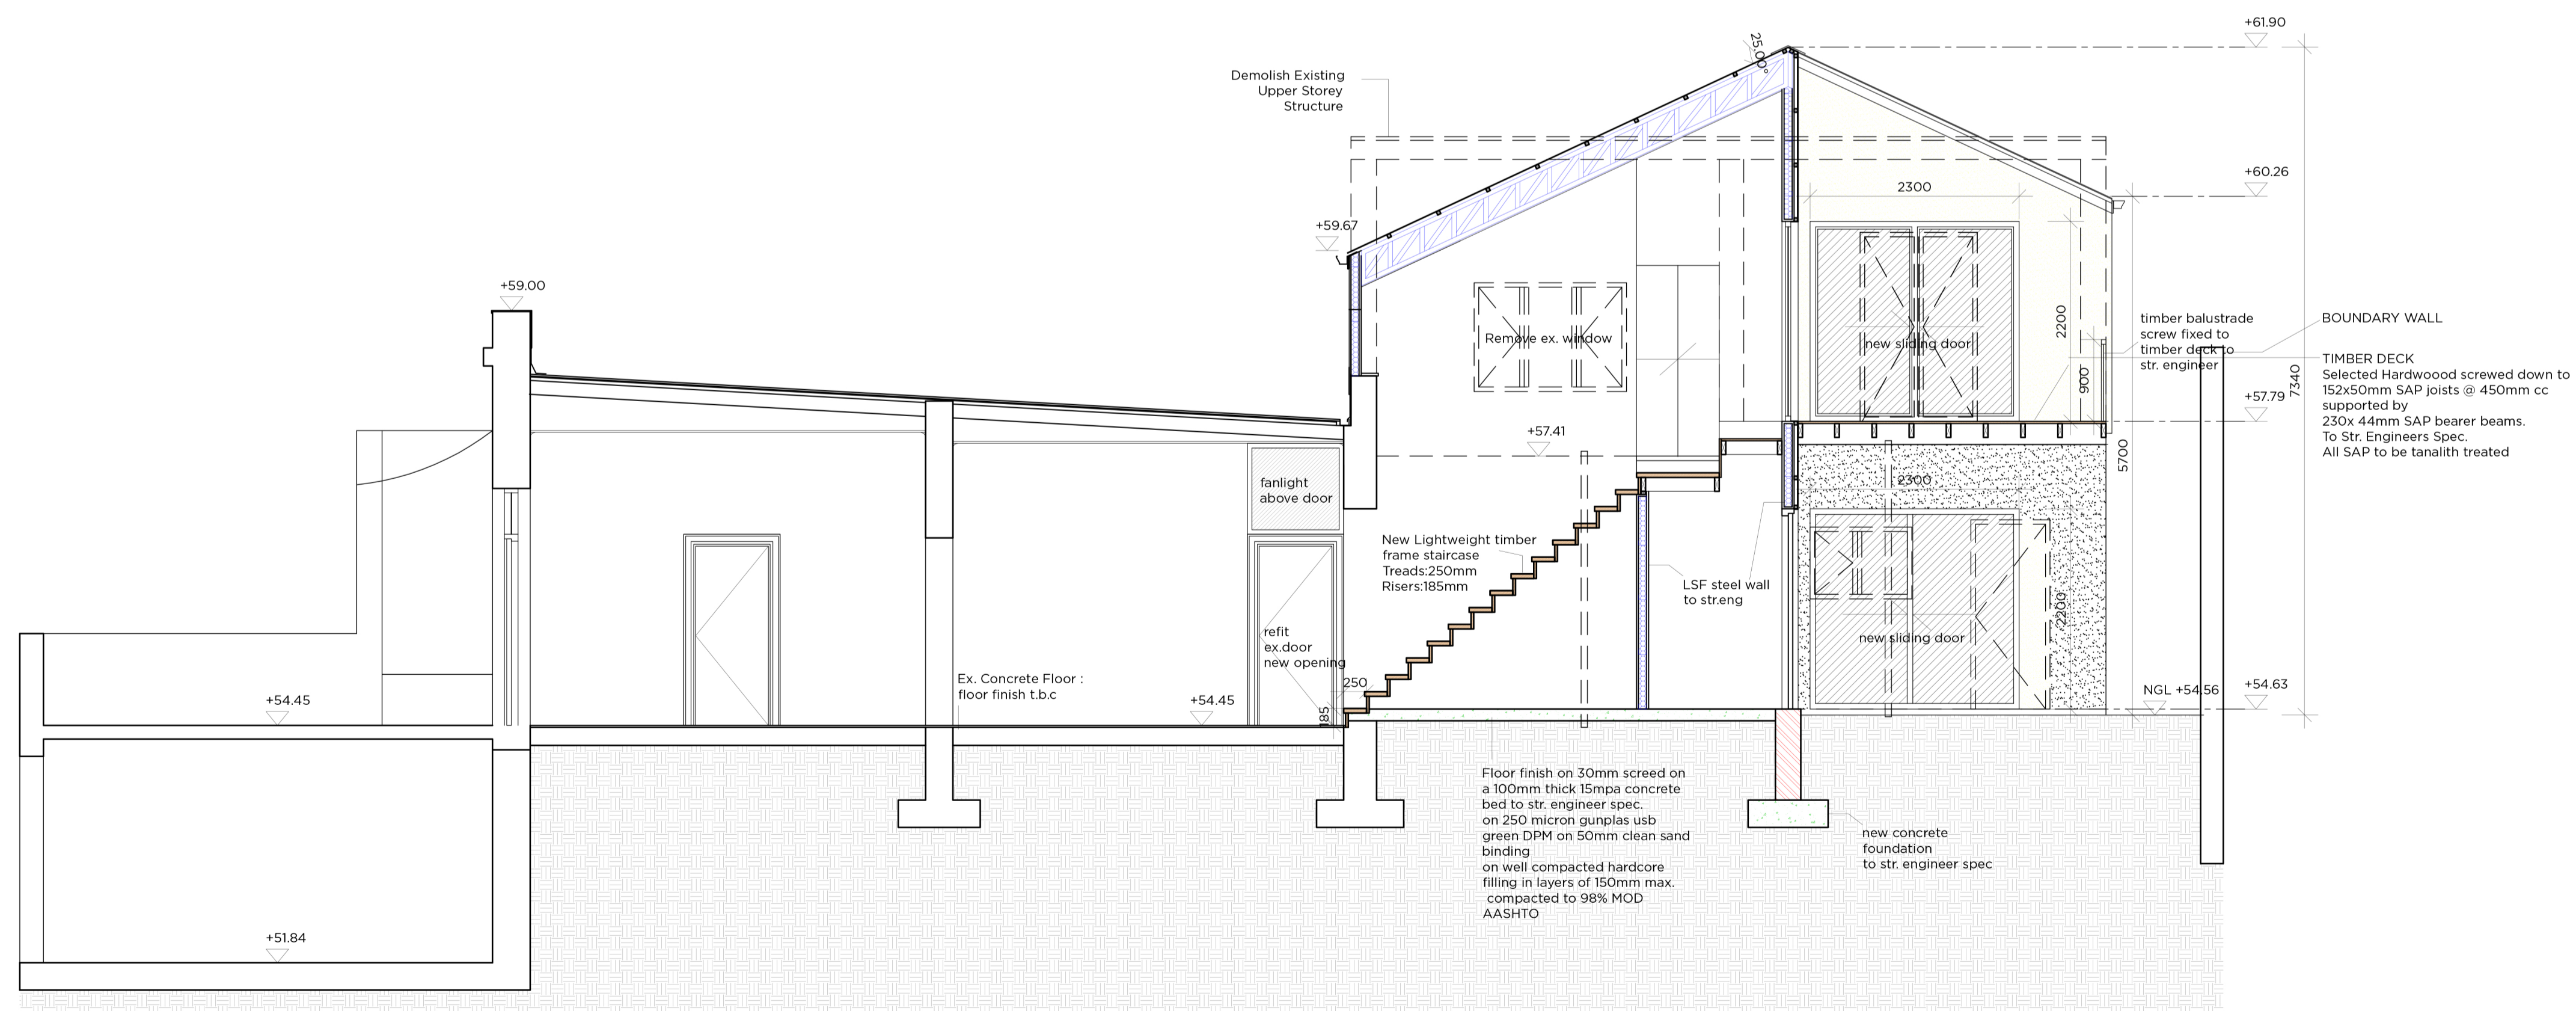 +61.90
25.00°
Demolish Existing
Upper Storey
Structure
+60.26
2300
+59.67
+59.00
2200
new sliding door
Remove ex. window
timber balustrade
screw fixed to
timber deck to
str. engineer
BOUNDARY WALL
TIMBER DECK
Selected Hardwoood screwed down to
152x50mm SAP joists @ 450mm cc
supported by
230x 44mm SAP bearer beams.
To Str. Engineers Spec.
All SAP to be tanalith treated
900
7340
+57.79
+57.41
5700
fanlight
above door
2300
New Lightweight timber
frame staircase
Treads:250mm
Risers:185mm
LSF steel wall
to str.eng
2200
new sliding door
refit
ex.door
new opening
Ex. Concrete Floor :
floor finish t.b.c
+54.45
+54.45
250
185
NGL +54.56
+54.63
Floor finish on 30mm screed on
a 100mm thick 15mpa concrete
bed to str. engineer spec.
on 250 micron gunplas usb
green DPM on 50mm clean sand
binding
on well compacted hardcore
filling in layers of 150mm max.
compacted to 98% MOD
AASHTO
new concrete
foundation
to str. engineer spec
+51.84